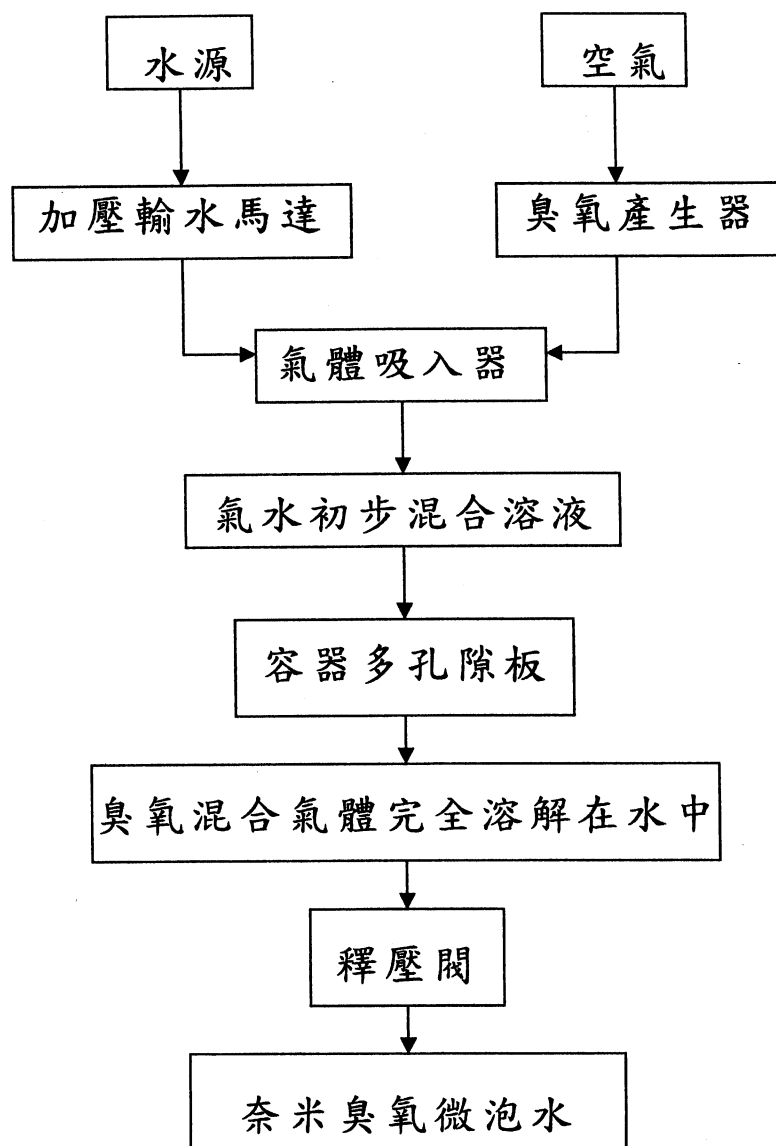 水源
空氣
加壓輸水馬達
臭氧產生器
氣體吸入器
氣水初步混合溶液
容器多孔隙板
臭氧混合氣體完全溶解在水中
釋壓閥
奈米臭氧微泡水